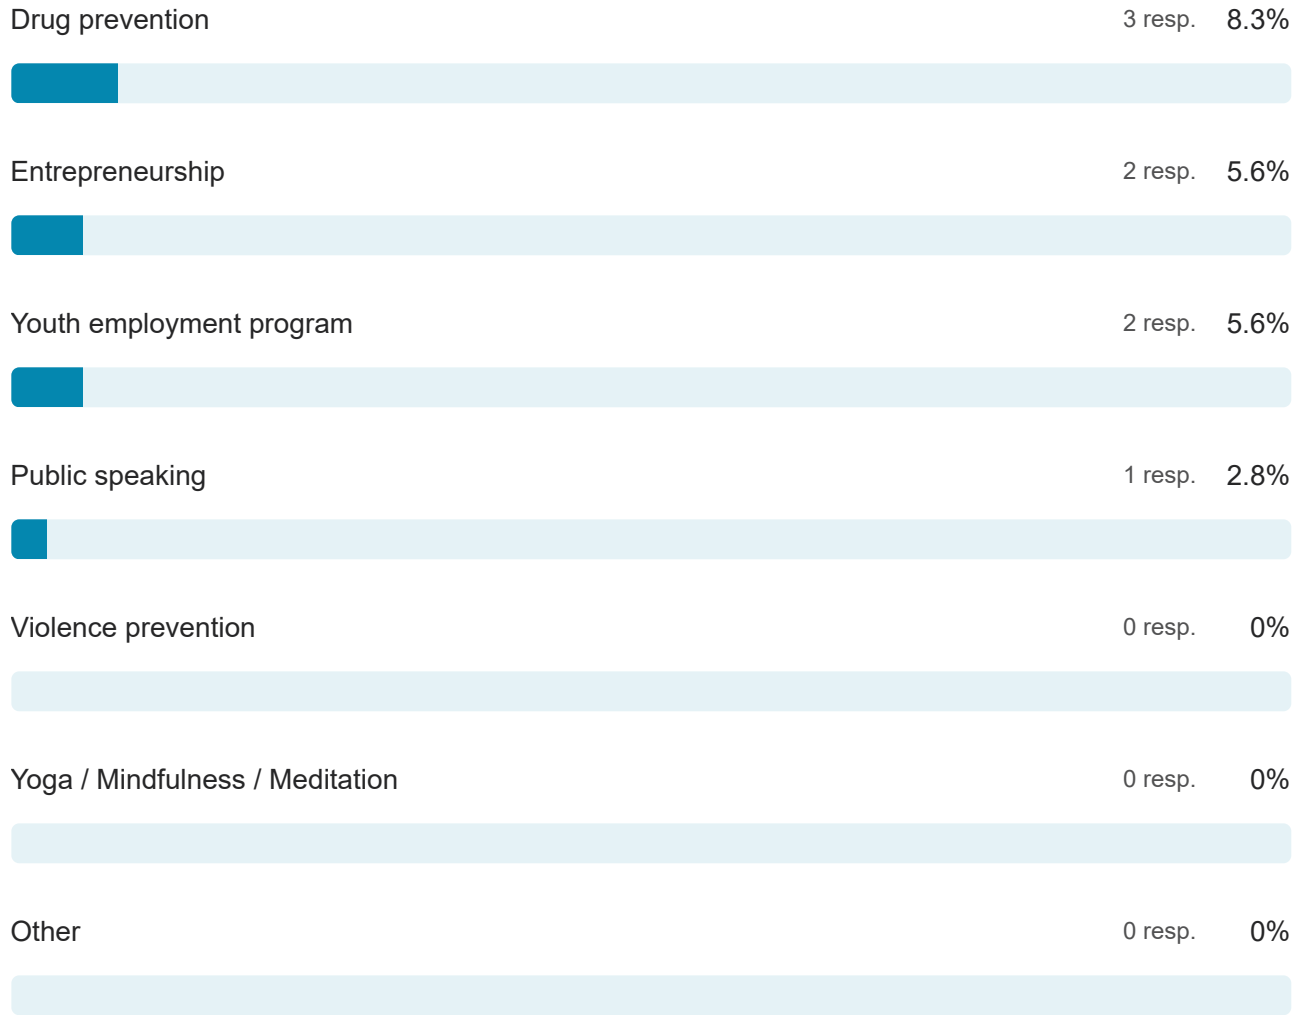 Drug prevention 3 resp. 8.3%
Entrepreneurship 2 resp. 5.6%
Youth employment program 2 resp. 5.6%
Public speaking 1 resp. 2.8%
Violence prevention 0 resp. 0%
Yoga / Mindfulness / Meditation 0 resp. 0%
Other 0 resp. 0%